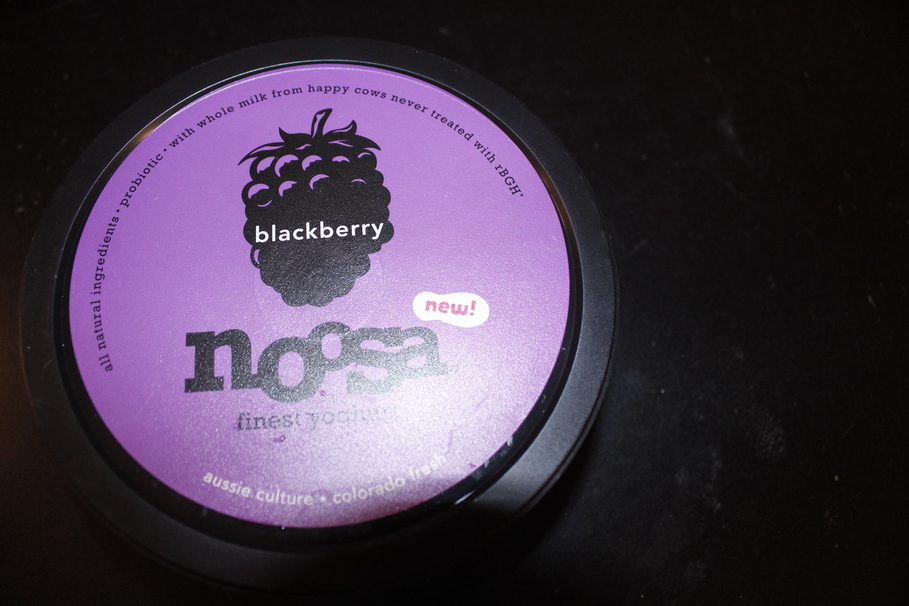 all natural ingredients • probiotic • with whole milk from happy cows never treated with rBGH*
blackberry
new!
noosa
finest yoghurt
aussie culture • colorado fresh